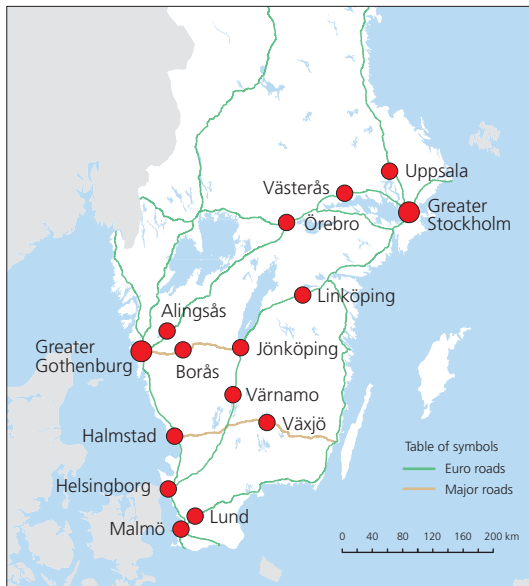 Uppsala
Västerås
Greater
Stockholm
Örebro
Linköping
Alingsås
Greater
Gothenburg
Borås
Jönköping
Värnamo
Växjö
Halmstad
Helsingborg
Lund
Malmö
Table of symbols
Euro roads
Major roads
0 40 80 120 160 200 km